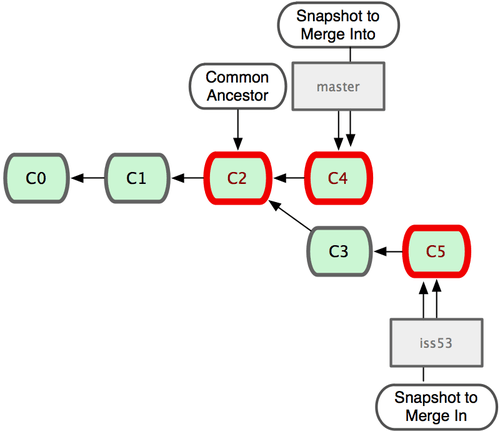 Snapshot to
Merge Into
master
Common
Ancestor
C0
C1
C2
C4
C3
C5
iss53
Snapshot to
Merge In